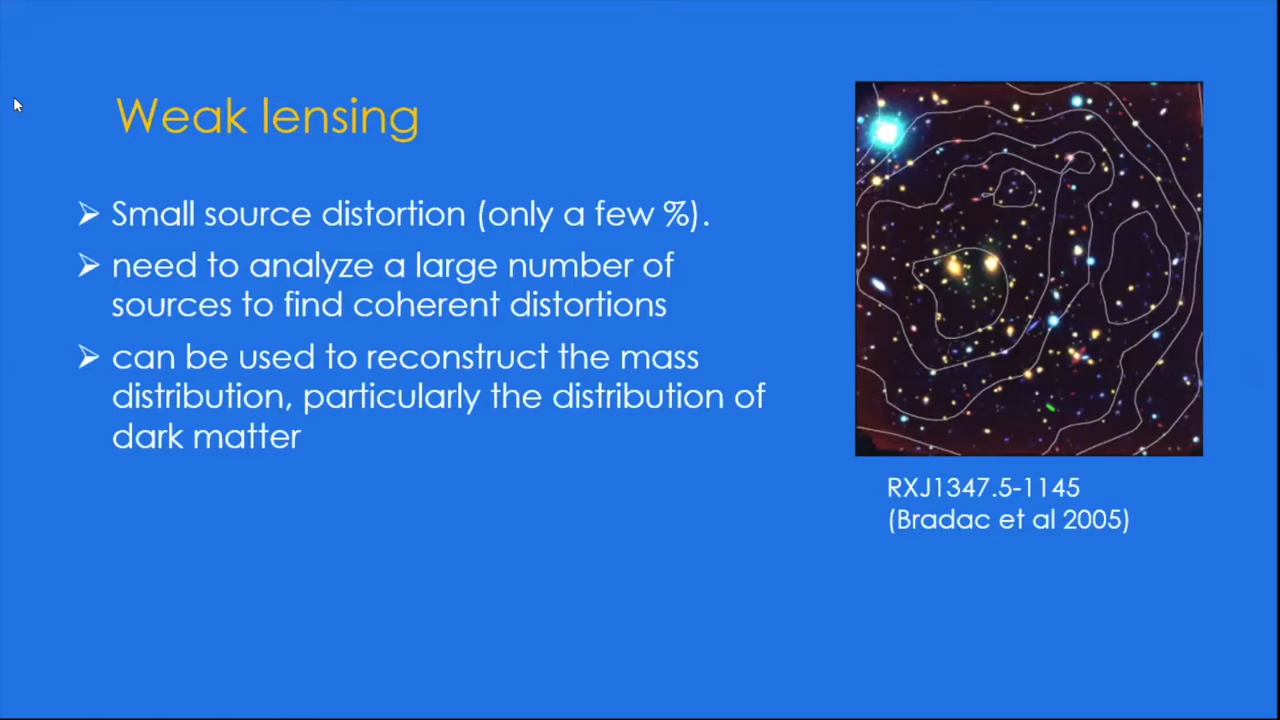 Weak lensing
➢ Small source distortion (only a few %).
➢ need to analyze a large number of
sources to find coherent distortions
➢ can be used to reconstruct the mass
distribution, particularly the distribution of
dark matter
RXJ1347.5-1145
(Bradac et al 2005)